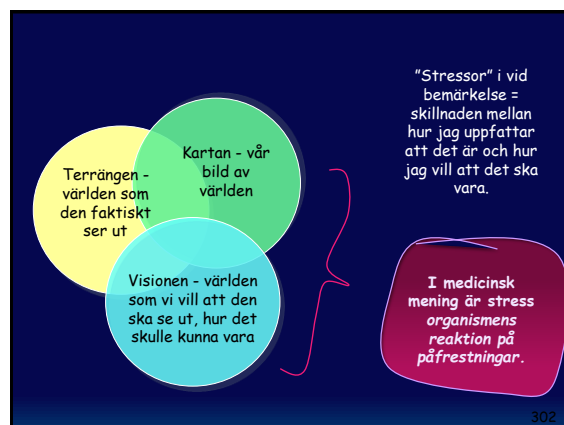 Terrängen -
världen som
den faktiskt
ser ut
Kartan - vår
bild av
världen
Visionen - världen
som vi vill att den
ska se ut, hur det
skulle kunna vara
”Stressor” i vid
bemärkelse =
skillnaden mellan
hur jag uppfattar
att det är och hur
jag vill att det ska
vara.
I medicinsk
mening är stress
organismens
reaktion på
påfrestningar.
302